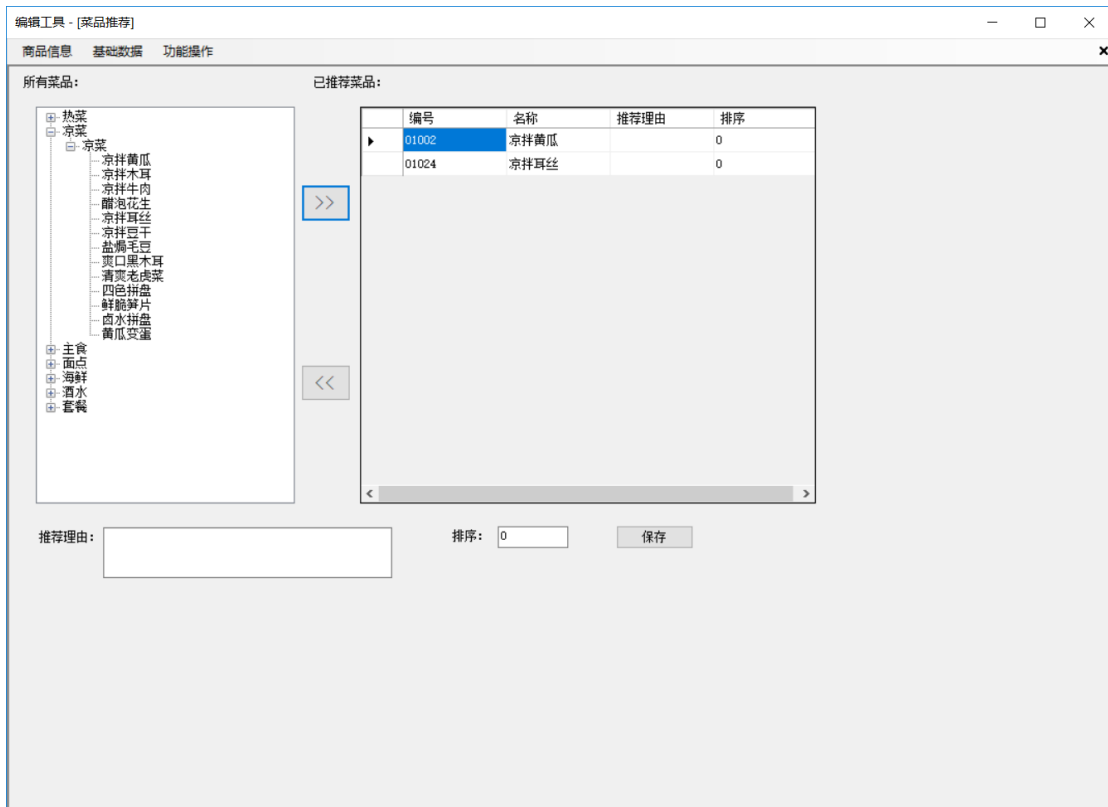 编辑工具 - [菜品推荐]
商品信息 基础数据 功能操作
所有菜品: 已推荐菜品:
热菜
凉菜
凉菜
凉拌黄瓜
凉拌木耳
凉拌牛肉
醋泡花生
凉拌耳丝
凉拌豆干
盐焗毛豆
爽口黑木耳
清爽老虎菜
四色拼盘
鲜脆笋片
卤水拼盘
黄瓜变蛋
主食
面点
海鲜
酒水
套餐
>>
<<
编号 名称 推荐理由 排序
01002 凉拌黄瓜 0
01024 凉拌耳丝 0
推荐理由: 排序: 0 保存